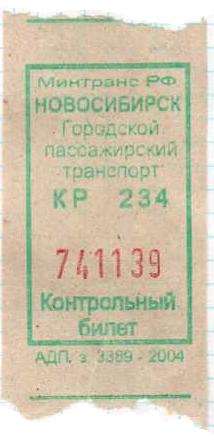 Минтранс РФ
НОВОСИБИРСК
Городской
пассажирский
транспорт
КР 234
741139
Контрольный
билет
АДП. з. 3389 - 2004